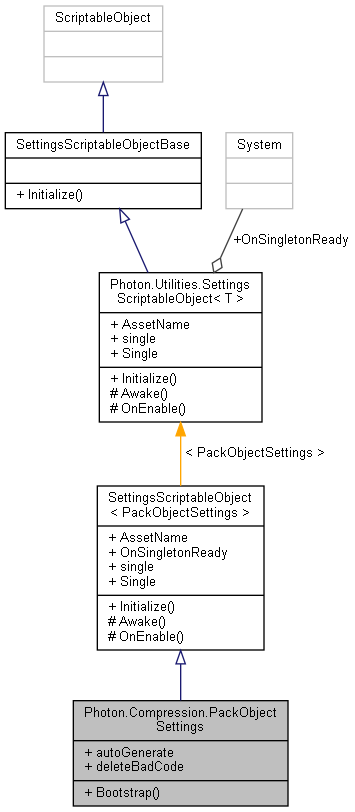 ScriptableObject
SettingsScriptableObjectBase
+ Initialize()
System
+OnSingletonReady
Photon.Utilities.Settings
ScriptableObject< T >
+ AssetName
+ single
+ Single
+ Initialize()
# Awake()
# OnEnable()
< PackObjectSettings >
SettingsScriptableObject
< PackObjectSettings >
+ AssetName
+ OnSingletonReady
+ single
+ Single
+ Initialize()
# Awake()
# OnEnable()
Photon.Compression.PackObject
Settings
+ autoGenerate
+ deleteBadCode
+ Bootstrap()